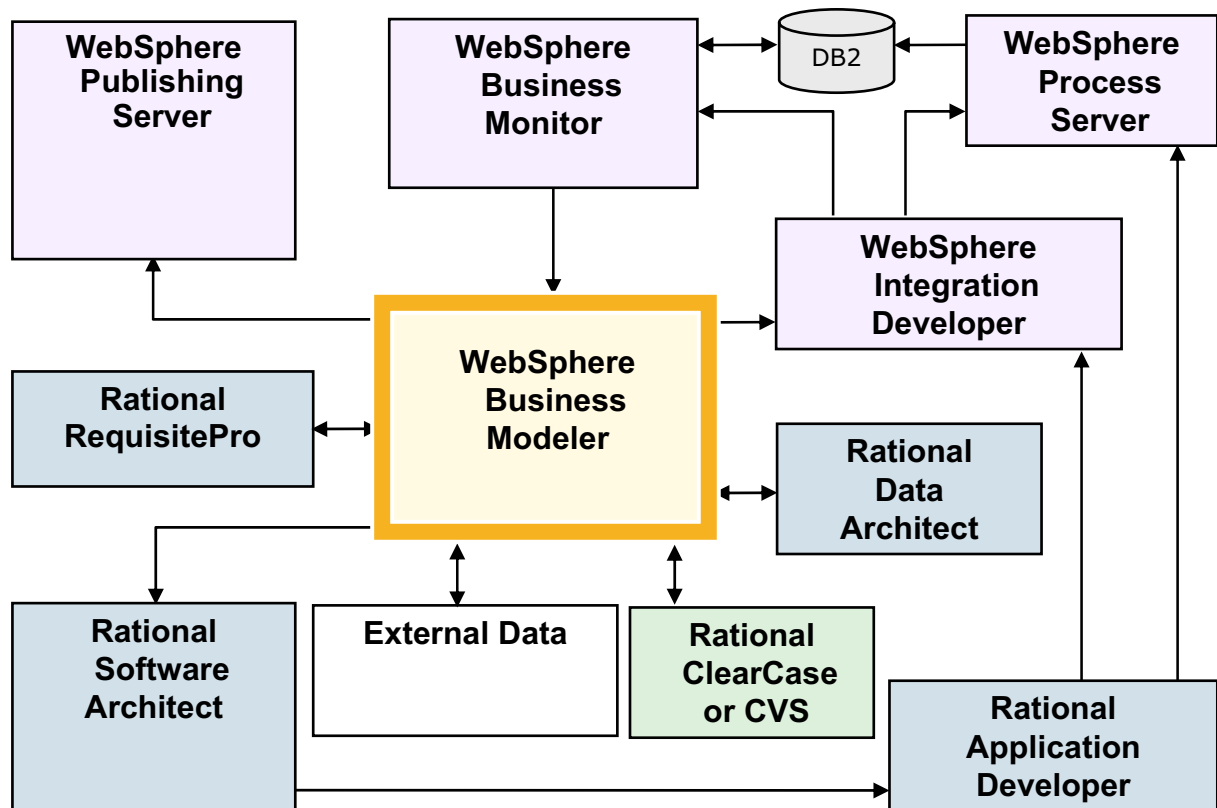 WebSphere
Publishing
Server
WebSphere
Business
Monitor
DB2
WebSphere
Process
Server
WebSphere
Integration
Developer
WebSphere
Business
Modeler
Rational
RequisitePro
Rational
Data
Architect
Rational
Software
Architect
External Data
Rational
ClearCase
or CVS
Rational
Application
Developer